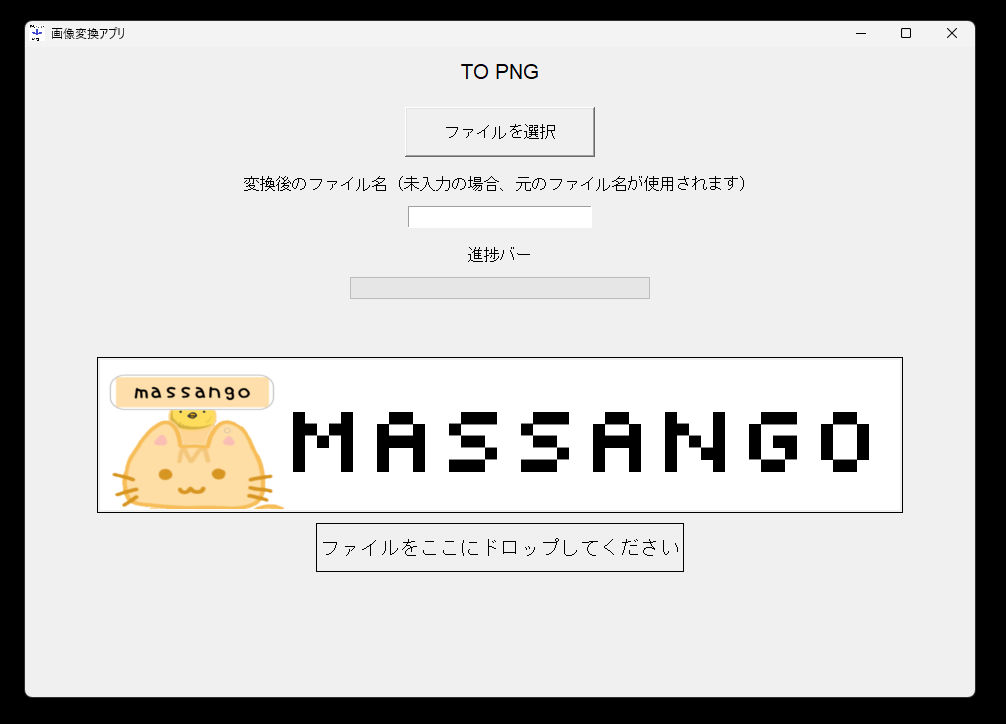 画像変換アプリ
TO PNG
ファイルを選択
変換後のファイル名（未入力の場合、元のファイル名が使用されます）
進捗バー
massango
MASSANGO
ファイルをここにドロップしてください